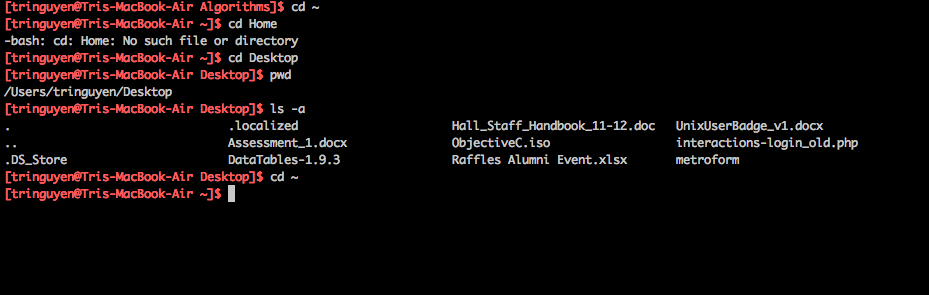 [tringuyen@Tris-MacBook-Air Algorithms]$ cd ~
[tringuyen@Tris-MacBook-Air ~]$ cd Home
-bash: cd: Home: No such file or directory
[tringuyen@Tris-MacBook-Air ~]$ cd Desktop
[tringuyen@Tris-MacBook-Air Desktop]$ pwd
/Users/tringuyen/Desktop
[tringuyen@Tris-MacBook-Air Desktop]$ ls -a
. .localized Hall_Staff_Handbook_11-12.doc UnixUserBadge_v1.docx
.. Assessment_1.docx ObjectiveC.iso interactions-login_old.php
.DS_Store DataTables-1.9.3 Raffles Alumni Event.xlsx metroform
[tringuyen@Tris-MacBook-Air Desktop]$ cd ~
[tringuyen@Tris-MacBook-Air ~]$